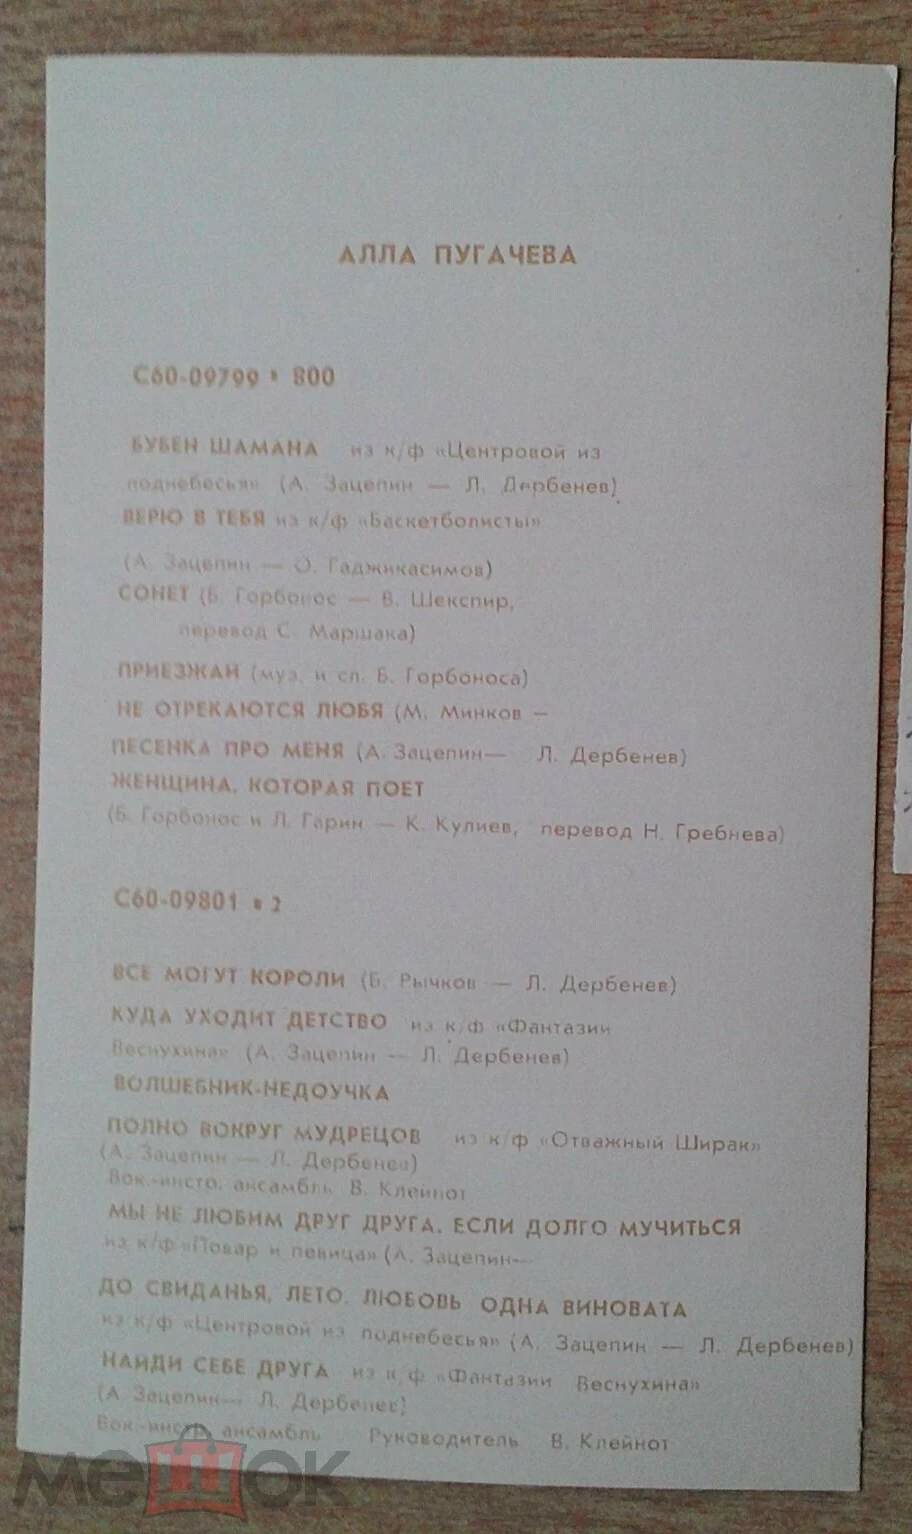 АЛЛА ПУГАЧЕВА
С60-09799 • 800
БУБЕН ШАМАНА из к/ф «Центровой из
поднебесья» (А. Зацепин — Л. Дербенев)
ВЕРЮ В ТЕБЯ из к/ф «Баскетболисты»
(А. Зацепин — О. Гаджикасимов)
СОНЕТ (Б. Горбонос — В. Шекспир,
перевод С. Маршака)
ПРИЕЗЖАЙ (муз. и сл. Б. Горбоноса)
НЕ ОТРЕКАЮТСЯ ЛЮБЯ (М. Минков —
ПЕСЕНКА ПРО МЕНЯ (А. Зацепин— Л. Дербенев)
ЖЕНЩИНА, КОТОРАЯ ПОЕТ
(Б. Горбонос и Л. Гарин — К. Кулиев, перевод Н. Гребнева)
С60-09801 • 2
ВСЕ МОГУТ КОРОЛИ (Б. Рычков — Л. Дербенев)
КУДА УХОДИТ ДЕТСТВО из к/ф «Фантазии
Веснухина» (А. Зацепин — Л. Дербенев)
ВОЛШЕБНИК-НЕДОУЧКА
ПОЛНО ВОКРУГ МУДРЕЦОВ из к/ф «Отважный Ширак»
(А. Зацепин — Л. Дербенев)
Вок.-инстр. ансамбль В. Клейнот
МЫ НЕ ЛЮБИМ ДРУГ ДРУГА. ЕСЛИ ДОЛГО МУЧИТЬСЯ
из к/ф «Повар и певица» (А. Зацепин—
ДО СВИДАНЬЯ, ЛЕТО. ЛЮБОВЬ ОДНА ВИНОВАТА
из к/ф «Центровой из поднебесья» (А. Зацепин — Л. Дербенев)
НАЙДИ СЕБЕ ДРУГА из к/ф «Фантазии Веснухина»
(А. Зацепин— Л. Дербенев)
Вок.-инстр. ансамбль Руководитель В. Клейнот
мешок